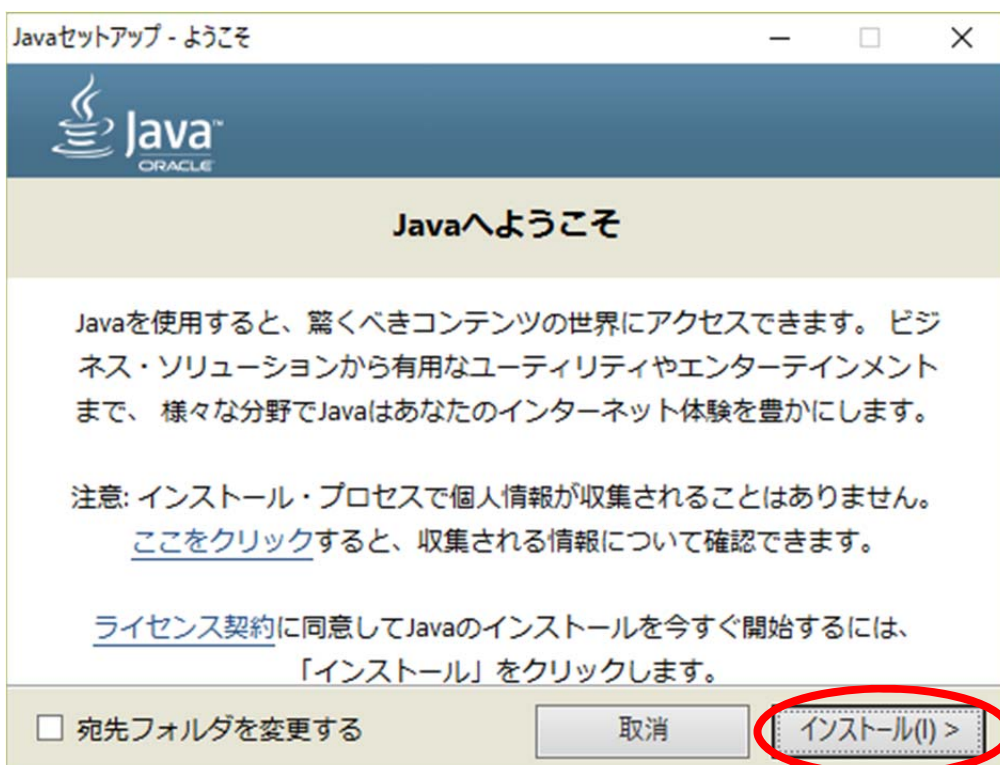 Javaセットアップ - ようこそ
Java™
ORACLE
Javaへようこそ
Javaを使用すると、驚くべきコンテンツの世界にアクセスできます。 ビジ
ネス・ソリューションから有用なユーティリティやエンターテインメント
まで、 様々な分野でJavaはあなたのインターネット体験を豊かにします。
注意: インストール・プロセスで個人情報が収集されることはありません。
ここをクリックすると、収集される情報について確認できます。
ライセンス契約に同意してJavaのインストールを今すぐ開始するには、
「インストール」をクリックします。
宛先フォルダを変更する
取消
インストール(I) >